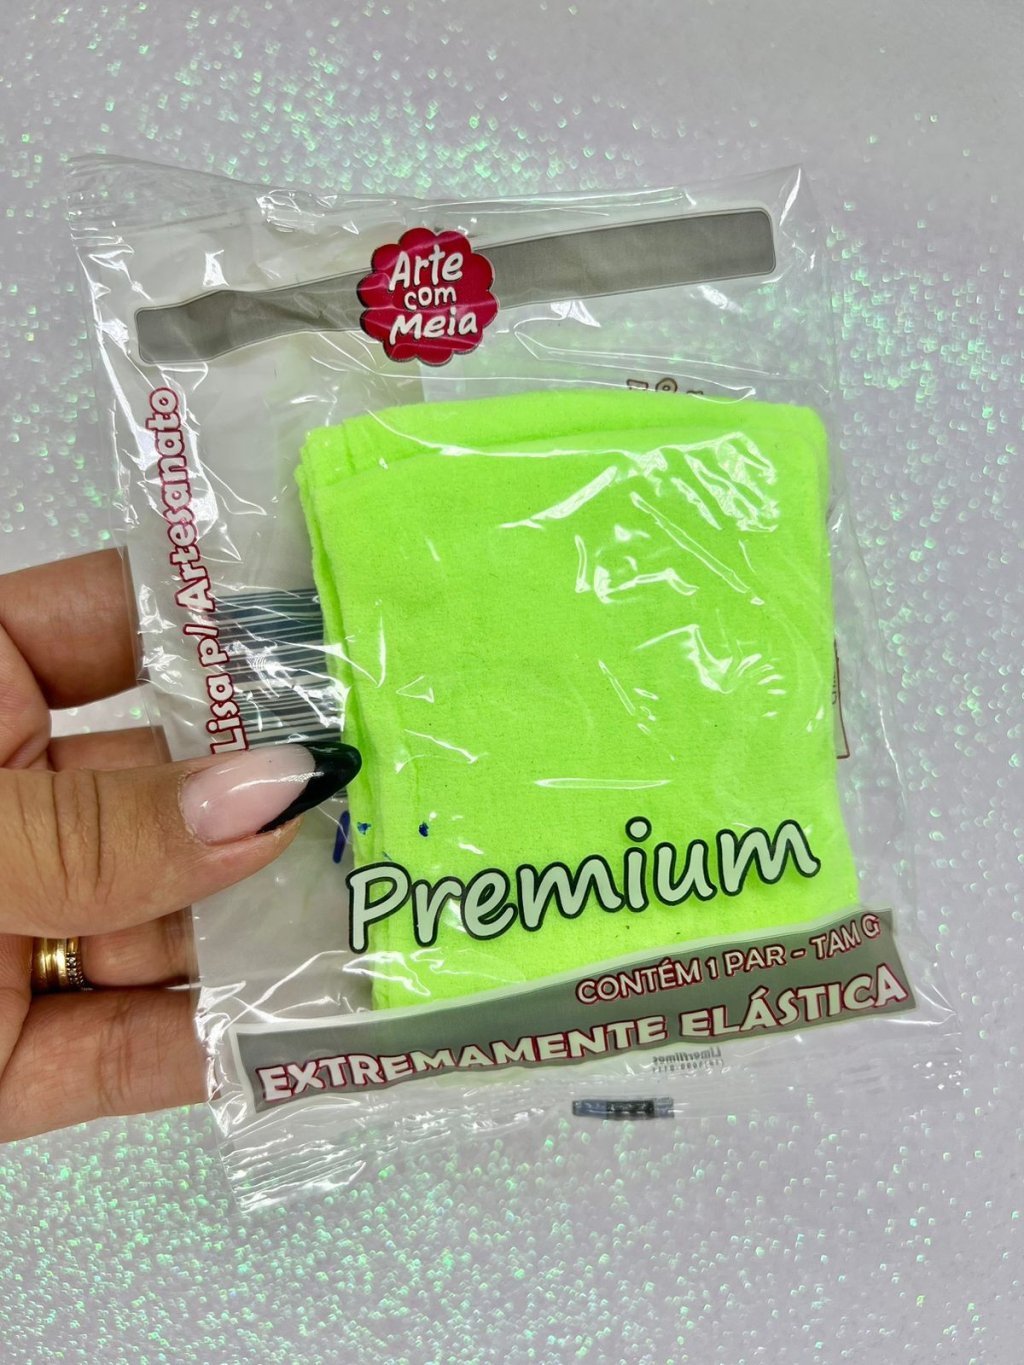 Arte
com
Meia
Lisa p/ Artesanato
Premium
CONTÉM 1 PAR - TAM G
EXTREMAMENTE ELÁSTICA